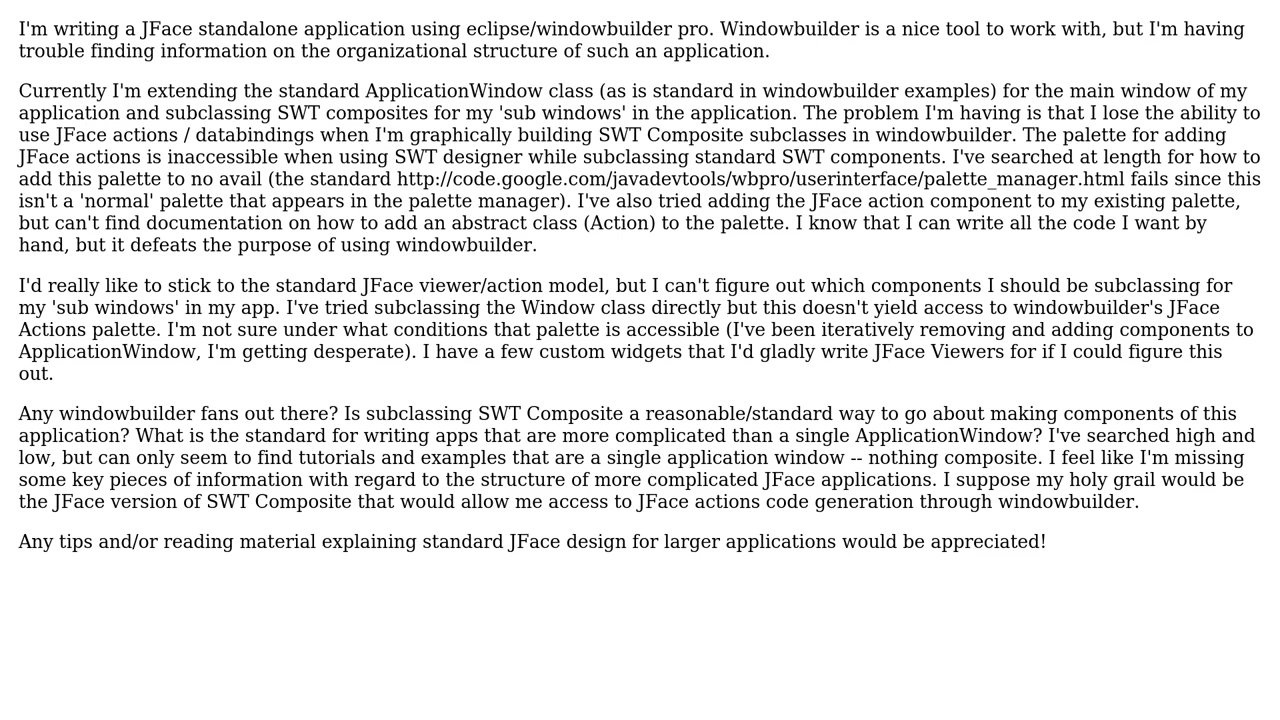 I'm writing a JFace standalone application using eclipse/windowbuilder pro. Windowbuilder is a nice tool to work with, but I'm having
trouble finding information on the organizational structure of such an application.
Currently I'm extending the standard ApplicationWindow class (as is standard in windowbuilder examples) for the main window of my
application and subclassing SWT composites for my 'sub windows' in the application. The problem I'm having is that I lose the ability to
use JFace actions / databindings when I'm graphically building SWT Composite subclasses in windowbuilder. The palette for adding
JFace actions is inaccessible when using SWT designer while subclassing standard SWT components. I've searched at length for how to
add this palette to no avail (the standard http://code.google.com/javadevtools/wbpro/userinterface/palette_manager.html fails since this
isn't a 'normal' palette that appears in the palette manager). I've also tried adding the JFace action component to my existing palette,
but can't find documentation on how to add an abstract class (Action) to the palette. I know that I can write all the code I want by
hand, but it defeats the purpose of using windowbuilder.
I'd really like to stick to the standard JFace viewer/action model, but I can't figure out which components I should be subclassing for
my 'sub windows' in my app. I've tried subclassing the Window class directly but this doesn't yield access to windowbuilder's JFace
Actions palette. I'm not sure under what conditions that palette is accessible (I've been iteratively removing and adding components to
ApplicationWindow, I'm getting desperate). I have a few custom widgets that I'd gladly write JFace Viewers for if I could figure this
out.
Any windowbuilder fans out there? Is subclassing SWT Composite a reasonable/standard way to go about making components of this
application? What is the standard for writing apps that are more complicated than a single ApplicationWindow? I've searched high and
low, but can only seem to find tutorials and examples that are a single application window -- nothing composite. I feel like I'm missing
some key pieces of information with regard to the structure of more complicated JFace applications. I suppose my holy grail would be
the JFace version of SWT Composite that would allow me access to JFace actions code generation through windowbuilder.
Any tips and/or reading material explaining standard JFace design for larger applications would be appreciated!